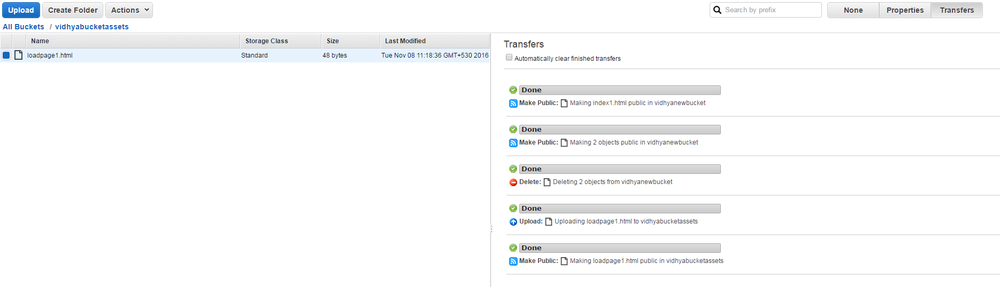 Upload Create Folder Actions Search by prefix None Properties Transfers
All Buckets / vidhyabucketassets
Name Storage Class Size Last Modified
loadpage1.html Standard 48 bytes Tue Nov 08 11:18:36 GMT+530 2016
Transfers
Automatically clear finished transfers
Done
Make Public: Making index1.html public in vidhyanewbucket
Done
Make Public: Making 2 objects public in vidhyanewbucket
Done
Delete: Deleting 2 objects from vidhyanewbucket
Done
Upload: Uploading loadpage1.html to vidhyabucketassets
Done
Make Public: Making loadpage1.html public in vidhyabucketassets